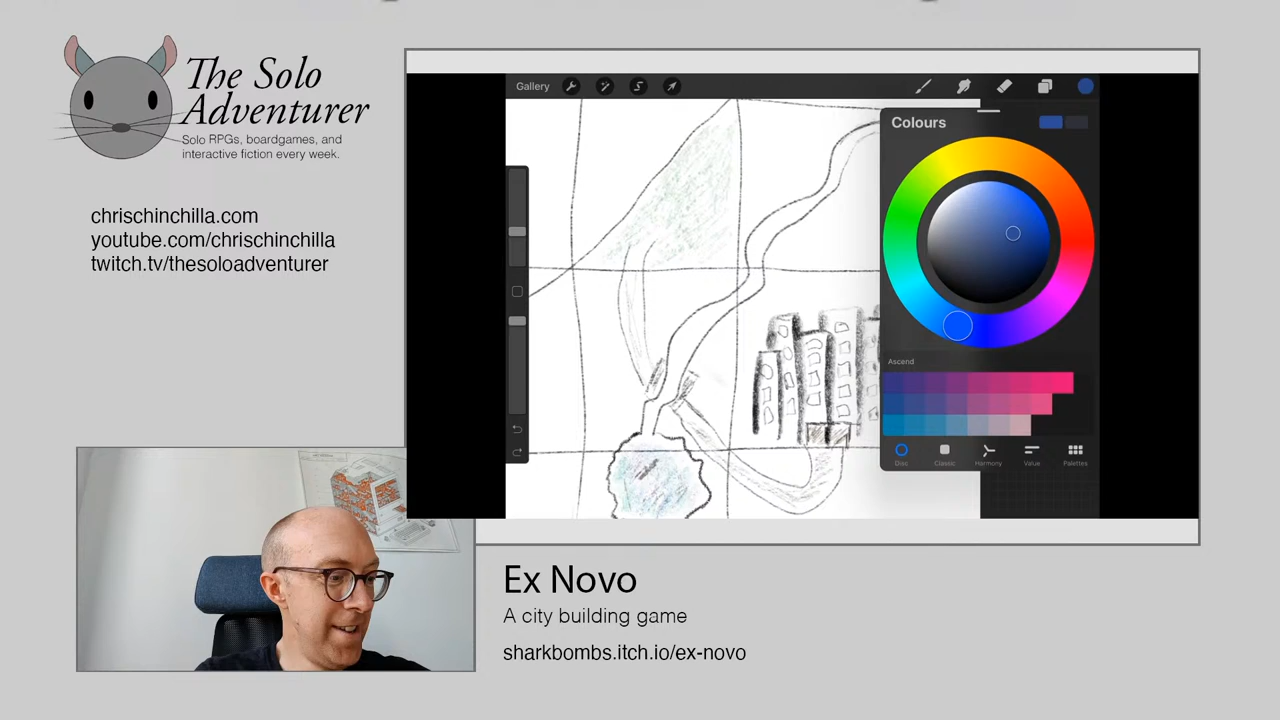 The Solo
Adventurer
Solo RPGs, boardgames, and
interactive fiction every week.
chrischinchilla.com
youtube.com/chrischinchilla
twitch.tv/thesoloadventurer
Gallery
Colours
Ascend
Disc
Classic
Harmony
Value
Palettes
Ex Novo
A city building game
sharkbombs.itch.io/ex-novo